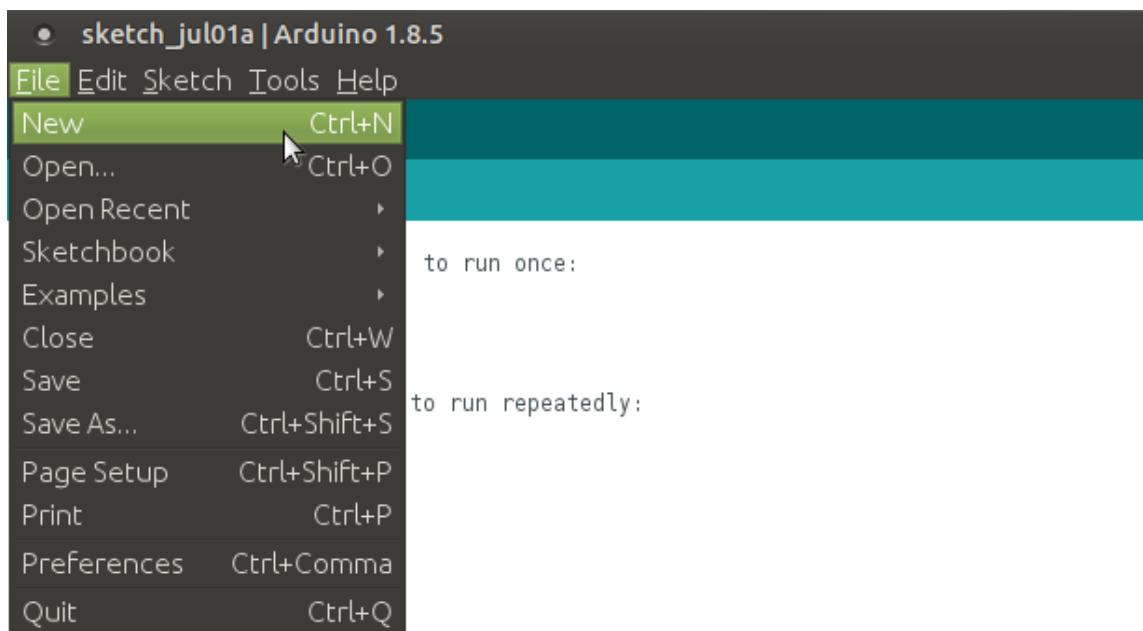 sketch_jul01a | Arduino 1.8.5
File Edit Sketch Tools Help
New Ctrl+N
Open... Ctrl+O
Open Recent
Sketchbook
to run once:
Examples
Close Ctrl+W
Save Ctrl+S
to run repeatedly:
Save As... Ctrl+Shift+S
Page Setup Ctrl+Shift+P
Print Ctrl+P
Preferences Ctrl+Comma
Quit Ctrl+Q